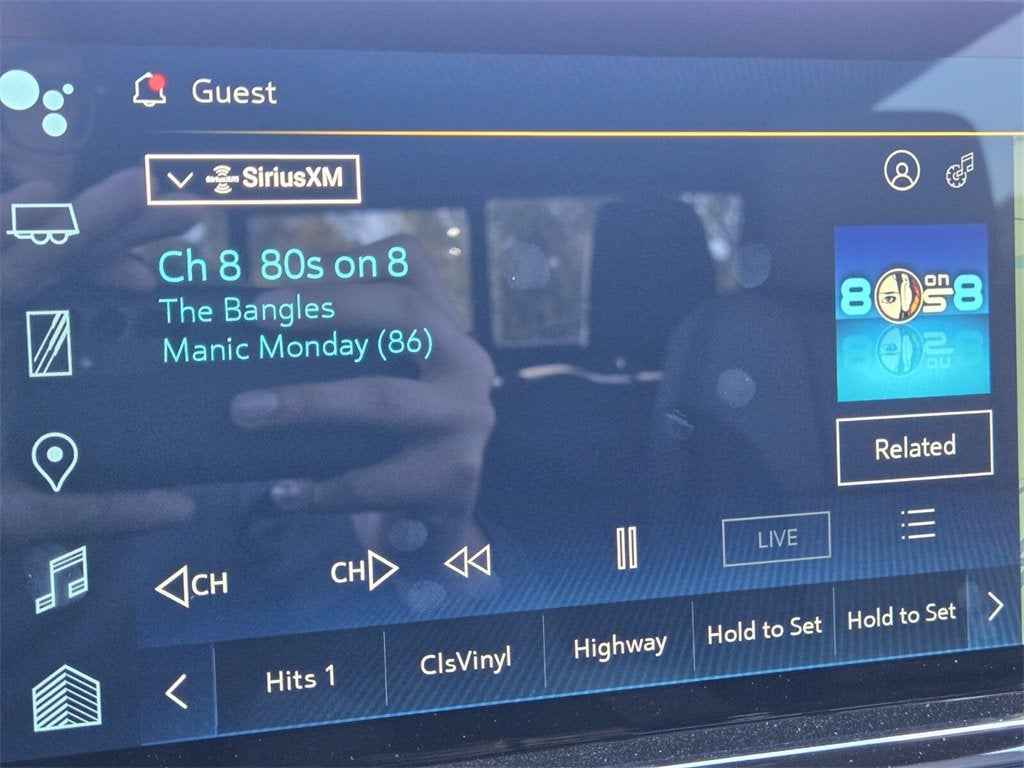 Guest
SiriusXM
Ch 8 80s on 8
The Bangles
Manic Monday (86)
80s on 8
Related
CH
CH
LIVE
Hits 1
ClsVinyl
Highway
Hold to Set
Hold to Set